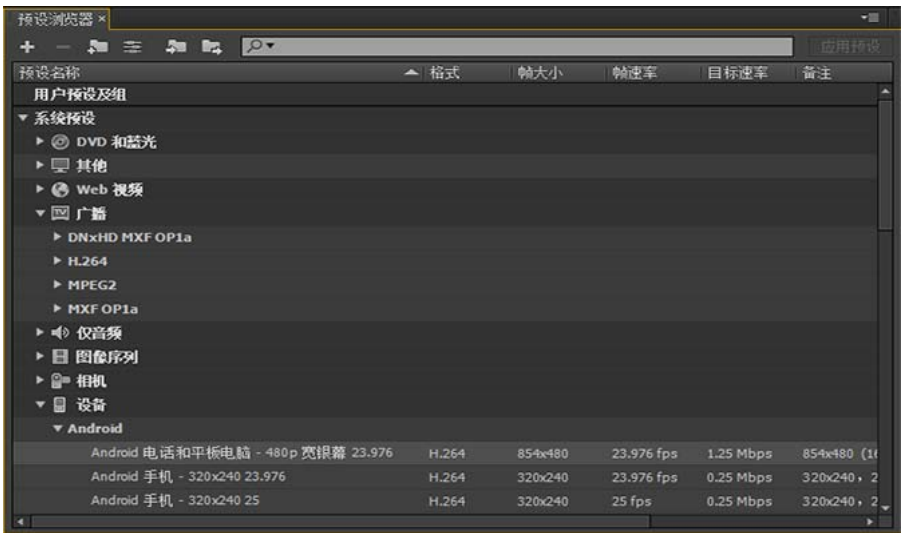 预设浏览器 ×
应用预设
预设名称 格式 帧大小 帧速率 目标速率 备注
用户预设及组
系统预设
DVD 和蓝光
其他
Web 视频
TV 广播
DNxHD MXF OP1a
H.264
MPEG2
MXF OP1a
仅音频
图像序列
相机
设备
Android
Android 电话和平板电脑 - 480p 宽银幕 23.976 H.264 854x480 23.976 fps 1.25 Mbps 854x480 (16
Android 手机 - 320x240 23.976 H.264 320x240 23.976 fps 0.25 Mbps 320x240，2
Android 手机 - 320x240 25 H.264 320x240 25 fps 0.25 Mbps 320x240，2